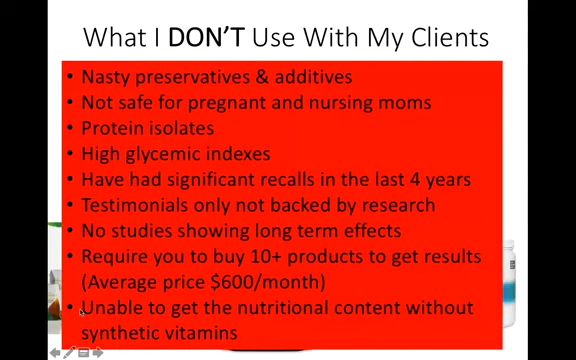 What I DON'T Use With My Clients
• Nasty preservatives & additives
• Not safe for pregnant and nursing moms
• Protein isolates
• High glycemic indexes
• Have had significant recalls in the last 4 years
• Testimonials only not backed by research
• No studies showing long term effects
• Require you to buy 10+ products to get results
(Average price $600/month)
• Unable to get the nutritional content without
synthetic vitamins